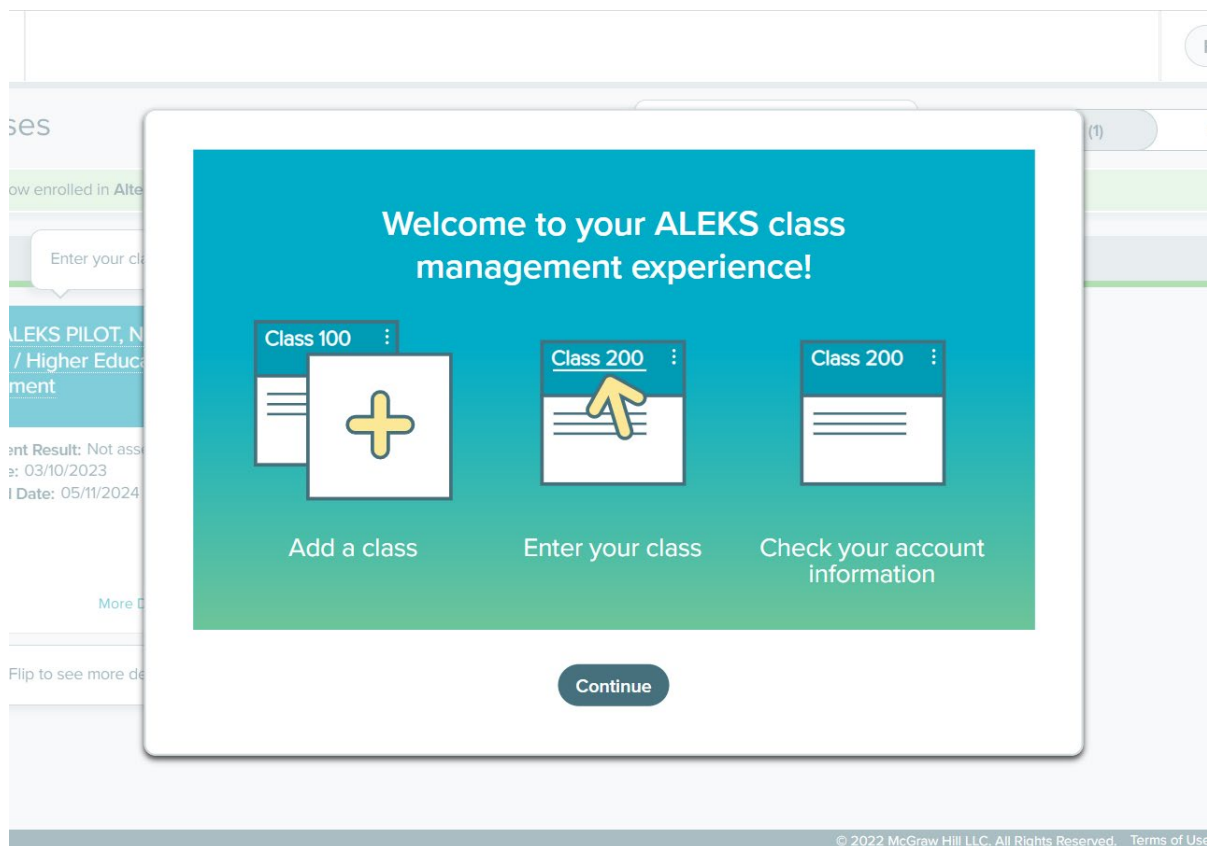 ses
(1)
ow enrolled in Alte
Enter your cla
ALEKS PILOT, N
/ Higher Educa
ment
ent Result: Not asse
e: 03/10/2023
l Date: 05/11/2024
More D
Flip to see more de
Welcome to your ALEKS class
management experience!
Class 100
Class 200
Class 200
Add a class
Enter your class
Check your account
information
Continue
© 2022 McGraw Hill LLC. All Rights Reserved. Terms of Use